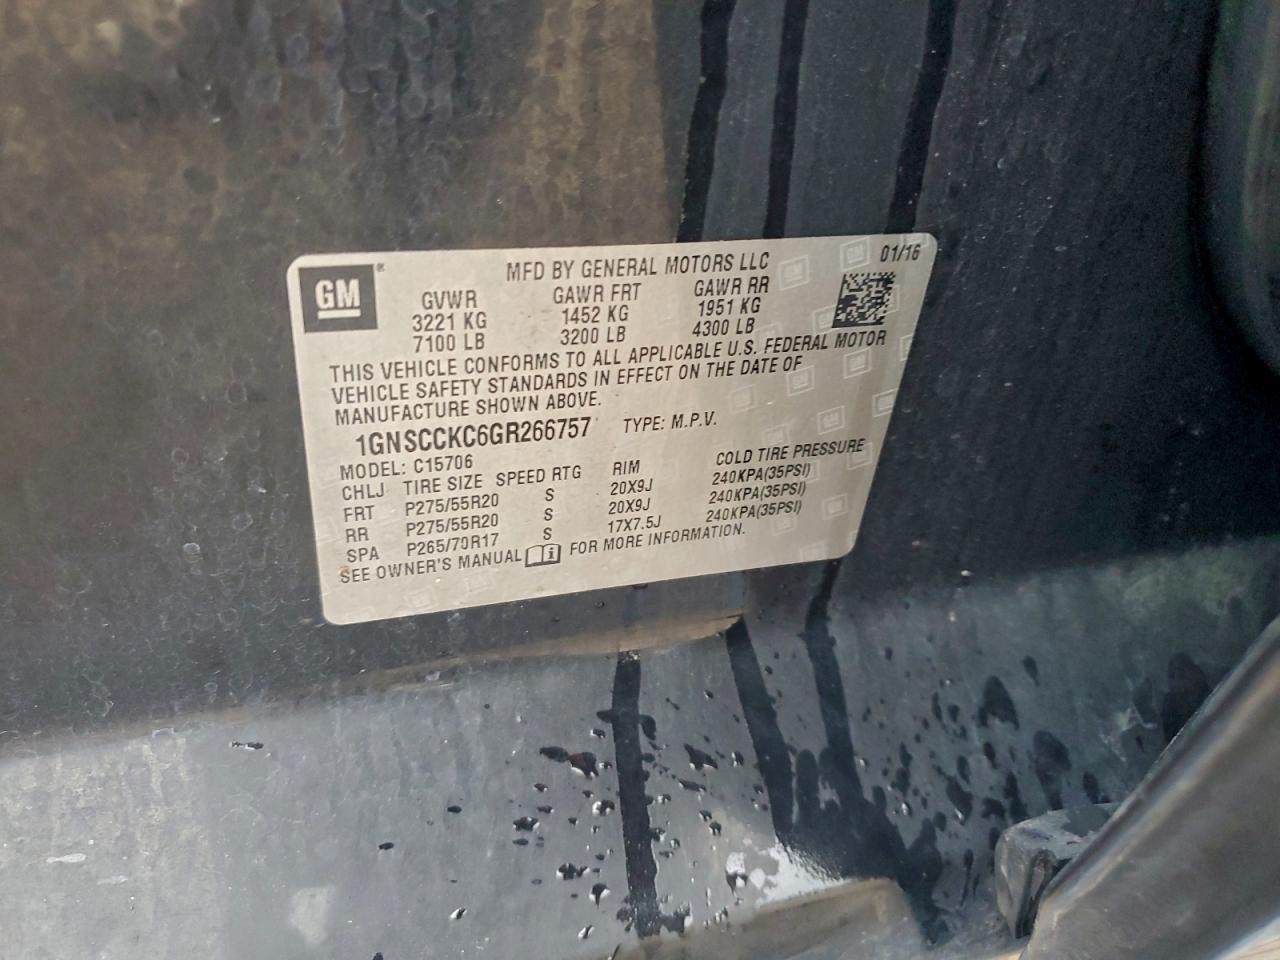 GM®
MFD BY GENERAL MOTORS LLC 01/16
GVWR GAWR FRT GAWR RR
3221 KG 1452 KG 1951 KG
7100 LB 3200 LB 4300 LB
THIS VEHICLE CONFORMS TO ALL APPLICABLE U.S. FEDERAL MOTOR
VEHICLE SAFETY STANDARDS IN EFFECT ON THE DATE OF
MANUFACTURE SHOWN ABOVE.
1GNSCCKC6GR266757 TYPE: M.P.V.
MODEL: C15706
CHLJ TIRE SIZE SPEED RTG RIM COLD TIRE PRESSURE
FRT P275/55R20 S 20X9J 240KPA(35PSI)
RR P275/55R20 S 20X9J 240KPA(35PSI)
SPA P265/70R17 S 17X7.5J 240KPA(35PSI)
SEE OWNER'S MANUAL FOR MORE INFORMATION.